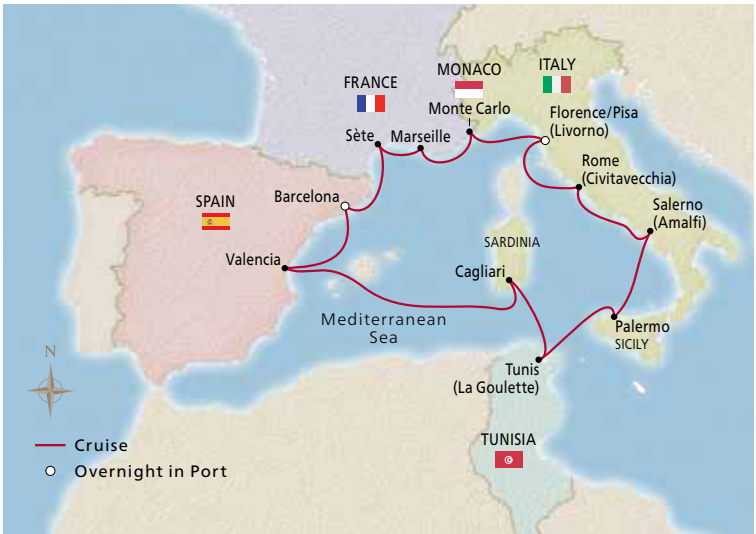 MONACO
ITALY
FRANCE
Monte Carlo
Florence/Pisa
(Livorno)
Sète
Marseille
Rome
(Civitavecchia)
SPAIN
Barcelona
Salerno
(Amalfi)
Valencia
SARDINIA
Cagliari
Mediterranean
Sea
Palermo
SICILY
N
Tunis
(La Goulette)
TUNISIA
Cruise
Overnight in Port